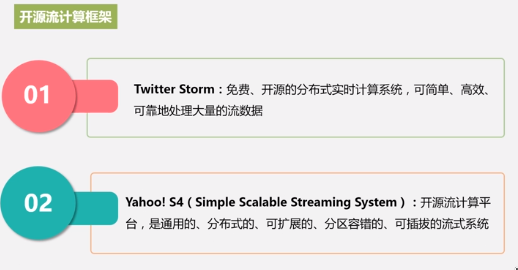 开源流计算框架
01
Twitter Storm：免费、开源的分布式实时计算系统，可简单、高效、
可靠地处理大量的流数据
02
Yahoo! S4（Simple Scalable Streaming System）：开源流计算平
台，是通用的、分布式的、可扩展的、分区容错的、可插拔的流式系统